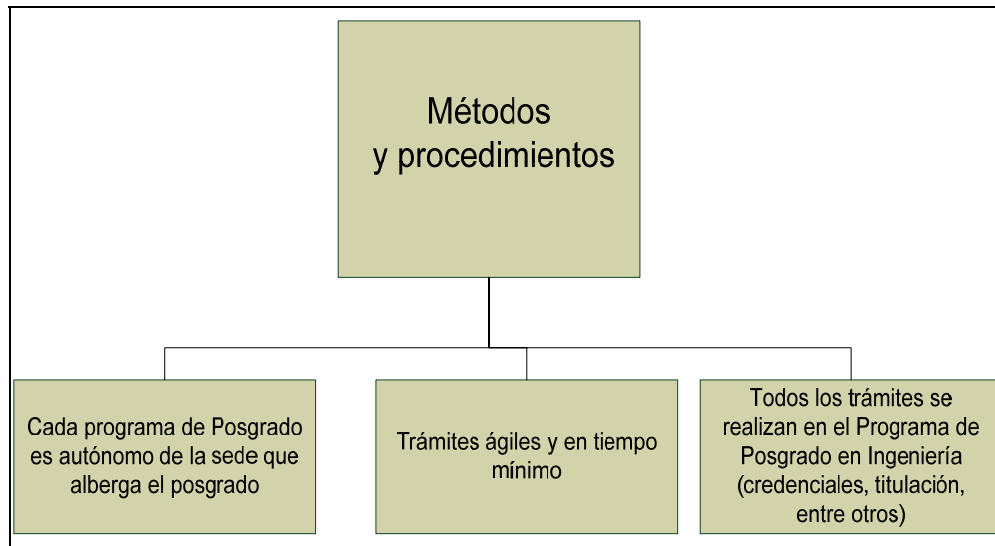 Métodos
y procedimientos
Cada programa de Posgrado
es autónomo de la sede que
alberga el posgrado
Trámites ágiles y en tiempo
mínimo
Todos los trámites se
realizan en el Programa de
Posgrado en Ingeniería
(credenciales, titulación,
entre otros)